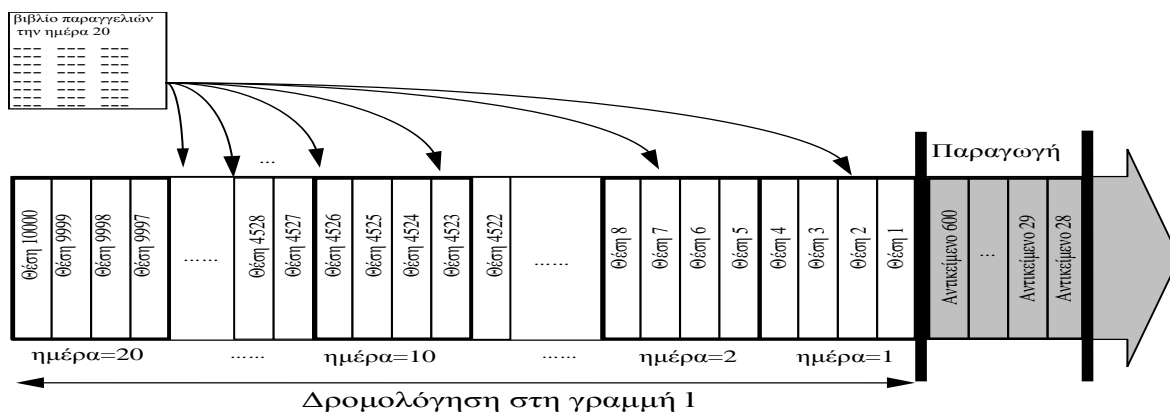 βιβλίο παραγγελιών
την ημέρα 20
--- --- ---
--- --- ---
--- --- ---
--- --- ---
--- --- ---
--- --- ---
--- --- ---
--- --- ---
...
Παραγωγή
Θέση 10000
Θέση 9999
Θέση 9998
Θέση 9997
......
Θέση 4528
Θέση 4527
Θέση 4526
Θέση 4525
Θέση 4524
Θέση 4523
Θέση 4522
......
Θέση 8
Θέση 7
Θέση 6
Θέση 5
Θέση 4
Θέση 3
Θέση 2
Θέση 1
Αντικείμενο 600
...
Αντικείμενο 29
Αντικείμενο 28
ημέρα=20 ...... ημέρα=10 ...... ημέρα=2 ημέρα=1
Δρομολόγηση στη γραμμή 1